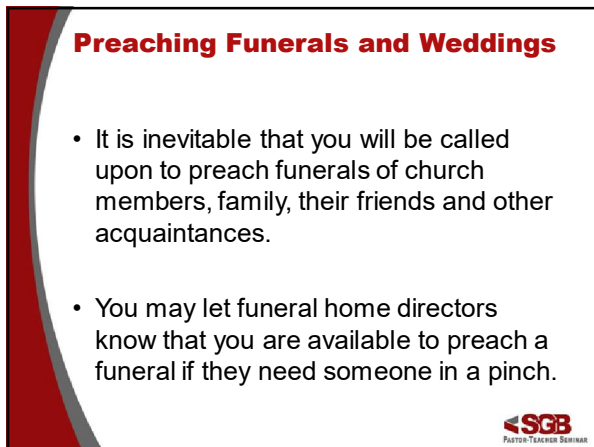 Preaching Funerals and Weddings
• It is inevitable that you will be called
upon to preach funerals of church
members, family, their friends and other
acquaintances.
• You may let funeral home directors
know that you are available to preach a
funeral if they need someone in a pinch.
SGB
PASTOR-TEACHER SEMINAR